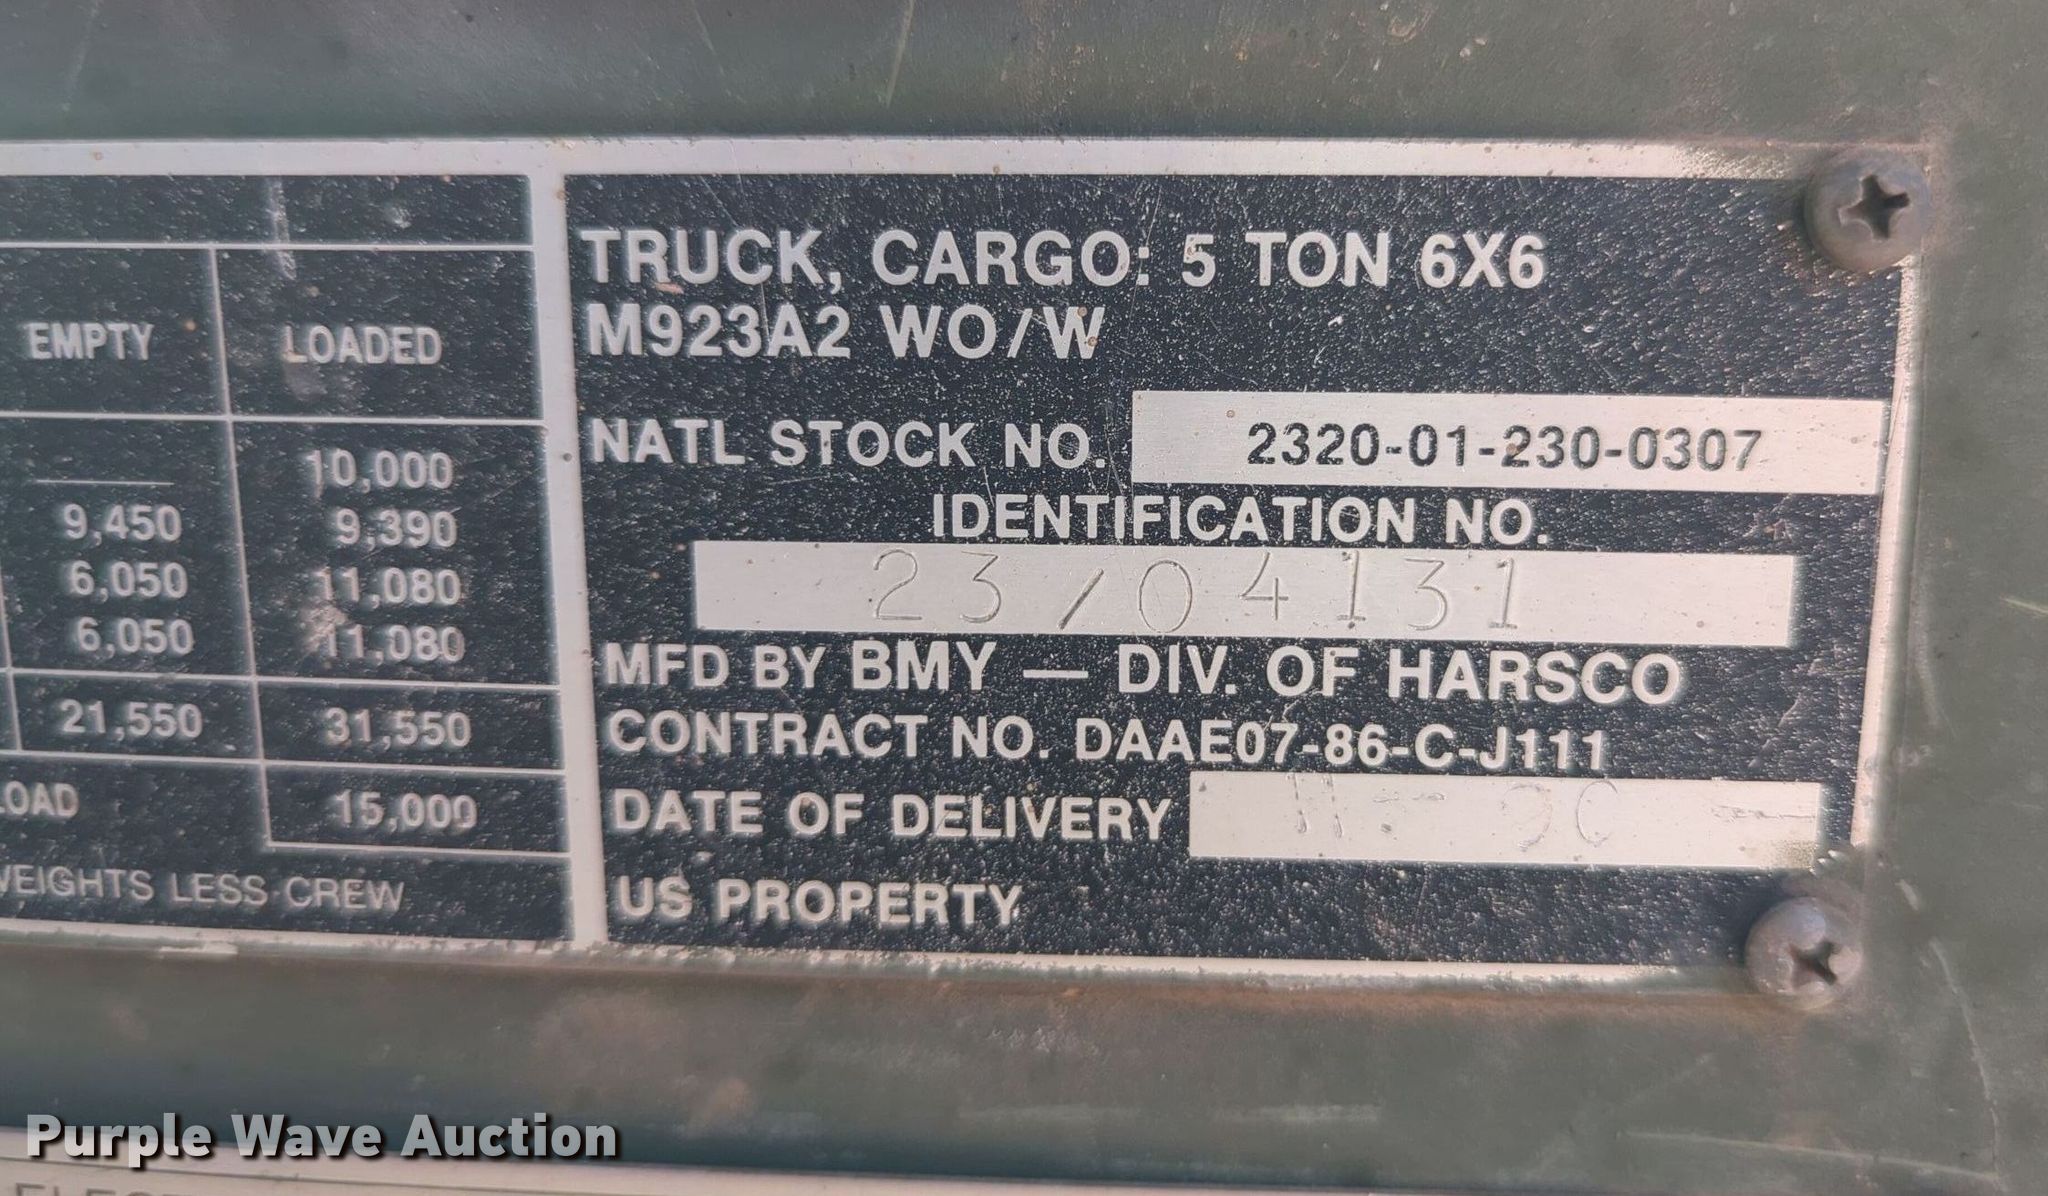 EMPTY LOADED
10,000
9,450 9,390
6,050 11,080
6,050 11,080
21,550 31,550
LOAD 15,000
WEIGHTS LESS CREW
TRUCK, CARGO: 5 TON 6X6
M923A2 WO/W
NATL STOCK NO. 2320-01-230-0307
IDENTIFICATION NO.
23/04131
MFD BY BMY — DIV. OF HARSCO
CONTRACT NO. DAAE07-86-C-J111
DATE OF DELIVERY
US PROPERTY
Purple Wave Auction